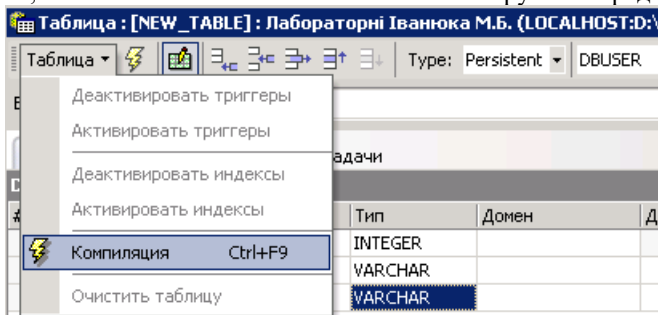 Таблица : [NEW_TABLE] : Лабораторні Іванюка М.Б. (LOCALHOST:D:\
Таблица Type: Persistent DBUSER
Деактивировать триггеры
Активировать триггеры
адачи
Деактивировать индексы
Активировать индексы
Тип Домен
Компиляция Ctrl+F9 INTEGER
VARCHAR
Очистить таблицу VARCHAR